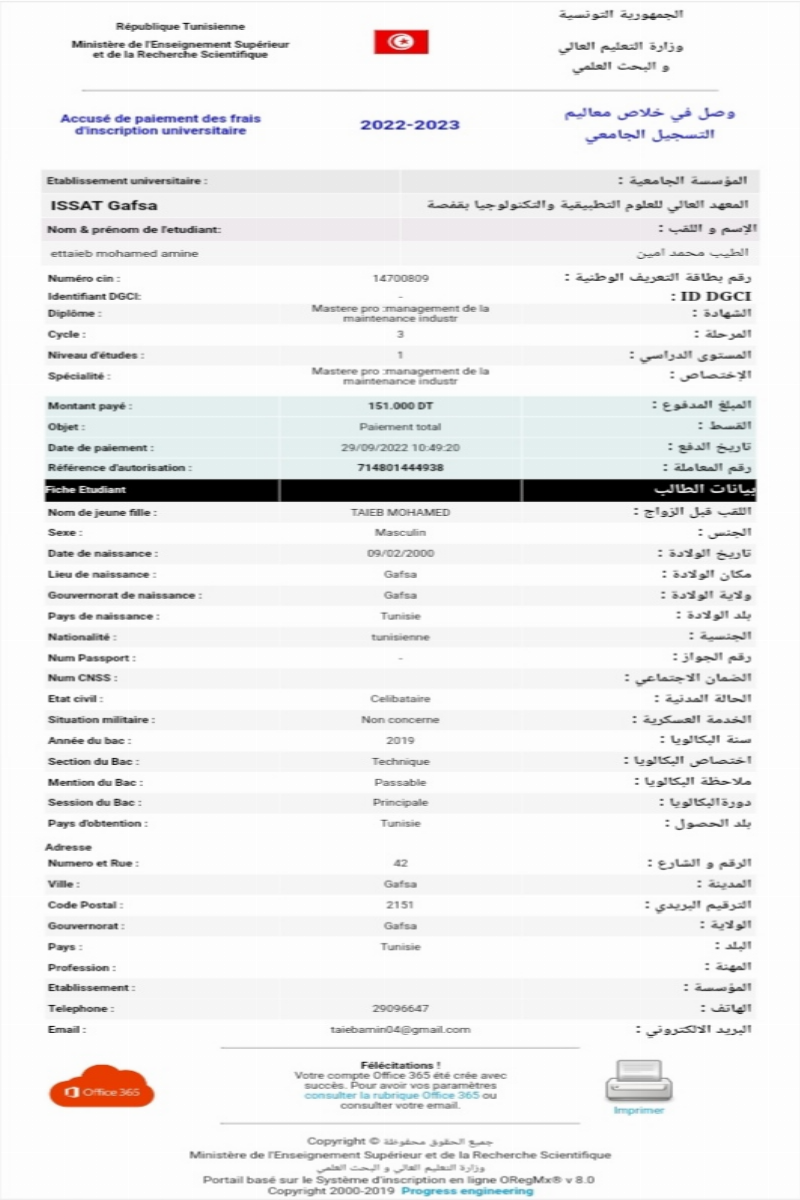 République Tunisienne
الجمهورية التونسية
Ministère de l'Enseignement Supérieur
et de la Recherche Scientifique
وزارة التعليم العالي
و البحث العلمي
Accusé de paiement des frais
d'inscription universitaire
2022-2023
وصل في خلاص معاليم
التسجيل الجامعي
Etablissement universitaire : المؤسسة الجامعية :
ISSAT Gafsa المعهد العالي للعلوم التطبيقية والتكنولوجيا بقفصة
Nom & prénom de l'etudiant: الإسم و اللقب :
ettaieb mohamed amine الطيب محمد امين
Numéro cin : 14700809 رقم بطاقة التعريف الوطنية :
Identifiant DGCI: - ID DGCI :
Diplôme : Mastere pro :management de la
maintenance industr الشهادة :
Cycle : 3 المرحلة :
Niveau d'études : 1 المستوى الدراسي :
Spécialité : Mastere pro :management de la
maintenance industr الإختصاص :
Montant payé : 151.000 DT المبلغ المدفوع :
Objet : Paiement total القسط :
Date de paiement : 29/09/2022 10:49:20 تاريخ الدفع :
Référence d'autorisation : 714801444938 رقم المعاملة :
Fiche Etudiant بيانات الطالب
Nom de jeune fille : TAIEB MOHAMED اللقب قبل الزواج :
Sexe : Masculin الجنس :
Date de naissance : 09/02/2000 تاريخ الولادة :
Lieu de naissance : Gafsa مكان الولادة :
Gouvernorat de naissance : Gafsa ولاية الولادة :
Pays de naissance : Tunisie بلد الولادة :
Nationalité : tunisienne الجنسية :
Num Passport : - رقم الجواز :
Num CNSS : الضمان الاجتماعي :
Etat civil : Celibataire الحالة المدنية :
Situation militaire : Non concerne الخدمة العسكرية :
Année du bac : 2019 سنة البكالويا :
Section du Bac : Technique اختصاص البكالويا :
Mention du Bac : Passable ملاحظة البكالويا :
Session du Bac : Principale دورةالبكالويا :
Pays d'obtention : Tunisie بلد الحصول :
Adresse
Numero et Rue : 42 الرقم و الشارع :
Ville : Gafsa المدينة :
Code Postal : 2151 الترقيم البريدي :
Gouvernorat : Gafsa الولاية :
Pays : Tunisie البلد :
Profession : المهنة :
Etablissement : المؤسسة :
Telephone : 29096647 الهاتف :
Email : taiebamin04@gmail.com البريد الالكتروني :
Office 365
Félécitations !
Votre compte Office 365 été crée avec
succès. Pour avoir vos paramètres
consulter la rubrique Office 365 ou
consulter votre email.
Imprimer
Copyright © جميع الحقوق محفوظة
Ministère de l'Enseignement Supérieur et de la Recherche Scientifique
وزارة التعليم العالي و البحث العلمي
Portail basé sur le Système d'inscription en ligne ORegMx® v 8.0
Copyright 2000-2019 Progress engineering